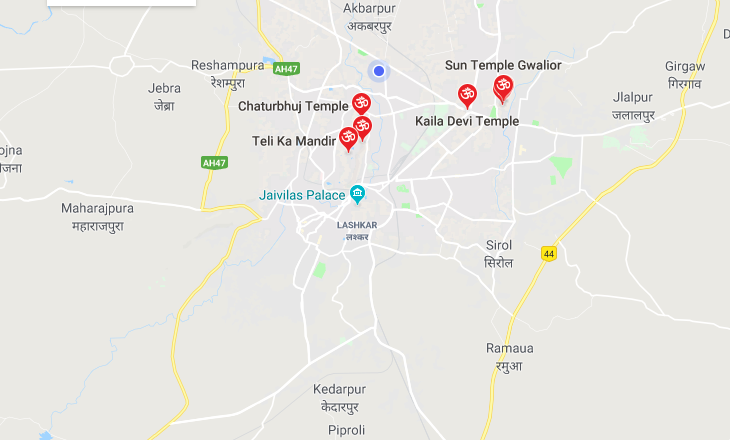 Akbarpur
अकबरपुर
Reshampura
रेशमपुरा
AH47
Sun Temple Gwalior
Girgaw
गिरगाव
Jebra
जेब्रा
Chaturbhuj Temple
Kaila Devi Temple
Jlalpur
जलालपुर
Teli Ka Mandir
ojna
ोजना
AH47
Jaivilas Palace
Maharajpura
महाराजपुरा
LASHKAR
लश्कर
Sirol
सिरोल
44
Ramaua
रमुआ
Kedarpur
केदारपुर
Piproli